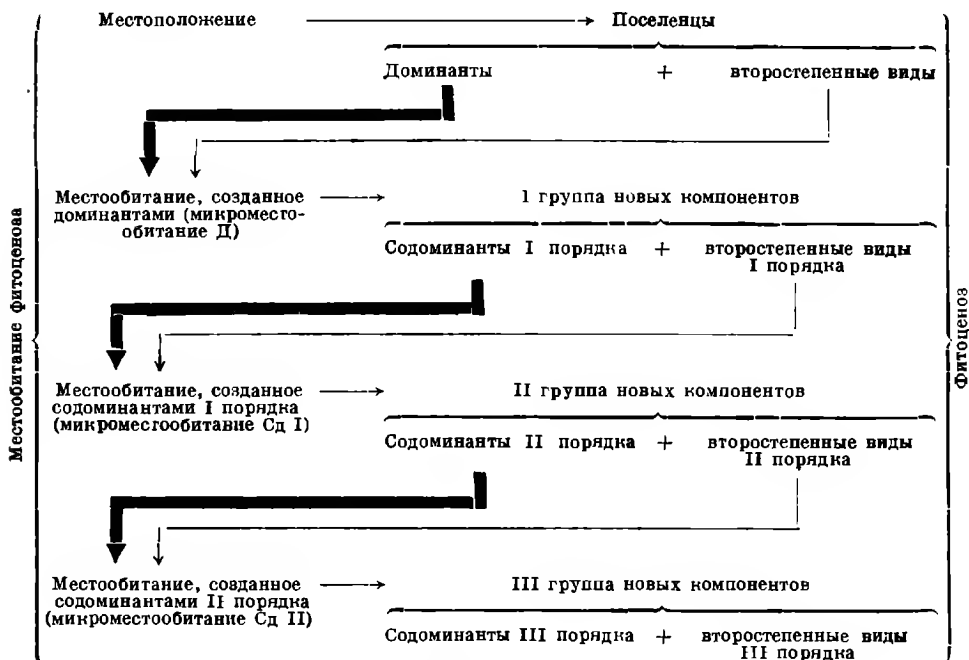 Местоположение → Поселенцы
Доминанты + второстепенные виды
Местообитание, созданное
доминантами (микроместо-
обитание Д)
I группа новых компонентов
Содоминанты I порядка + второстепенные виды
I порядка
Местообитание, созданное
содоминантами I порядка
(микроместообитание Сд I)
II группа новых компонентов
Содоминанты II порядка + второстепенные виды
II порядка
Местообитание, созданное
содоминантами II порядка
(микроместообитание Сд II)
III группа новых компонентов
Содоминанты III порядка + второстепенные виды
III порядка
Местообитание фитоценоза
Фитоценоз